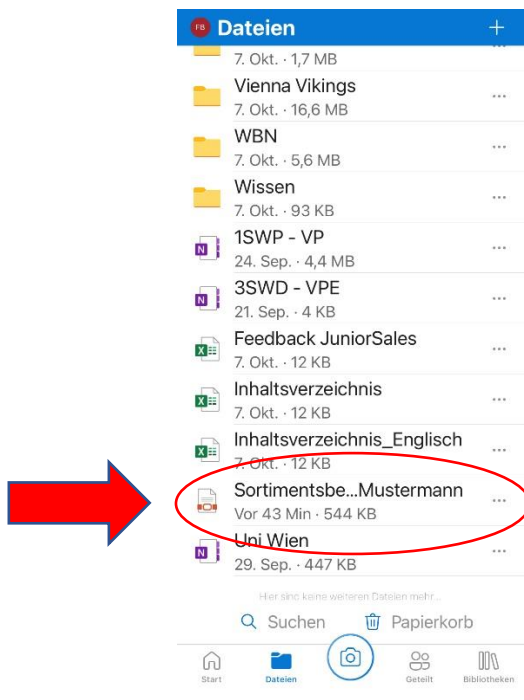 FB Dateien +
7. Okt. · 1,7 MB
Vienna Vikings
7. Okt. · 16,6 MB
WBN
7. Okt. · 5,6 MB
Wissen
7. Okt. · 93 KB
1SWP - VP
24. Sep. · 4,4 MB
3SWD - VPE
21. Sep. · 4 KB
Feedback JuniorSales
7. Okt. · 12 KB
Inhaltsverzeichnis
7. Okt. · 12 KB
Inhaltsverzeichnis_Englisch
7. Okt. · 12 KB
Sortimentsbe...Mustermann
Vor 43 Min · 544 KB
Uni Wien
29. Sep. · 447 KB
Hier sind keine weiteren Dateien mehr...
Suchen Papierkorb
Start Dateien Geteilt Bibliotheken